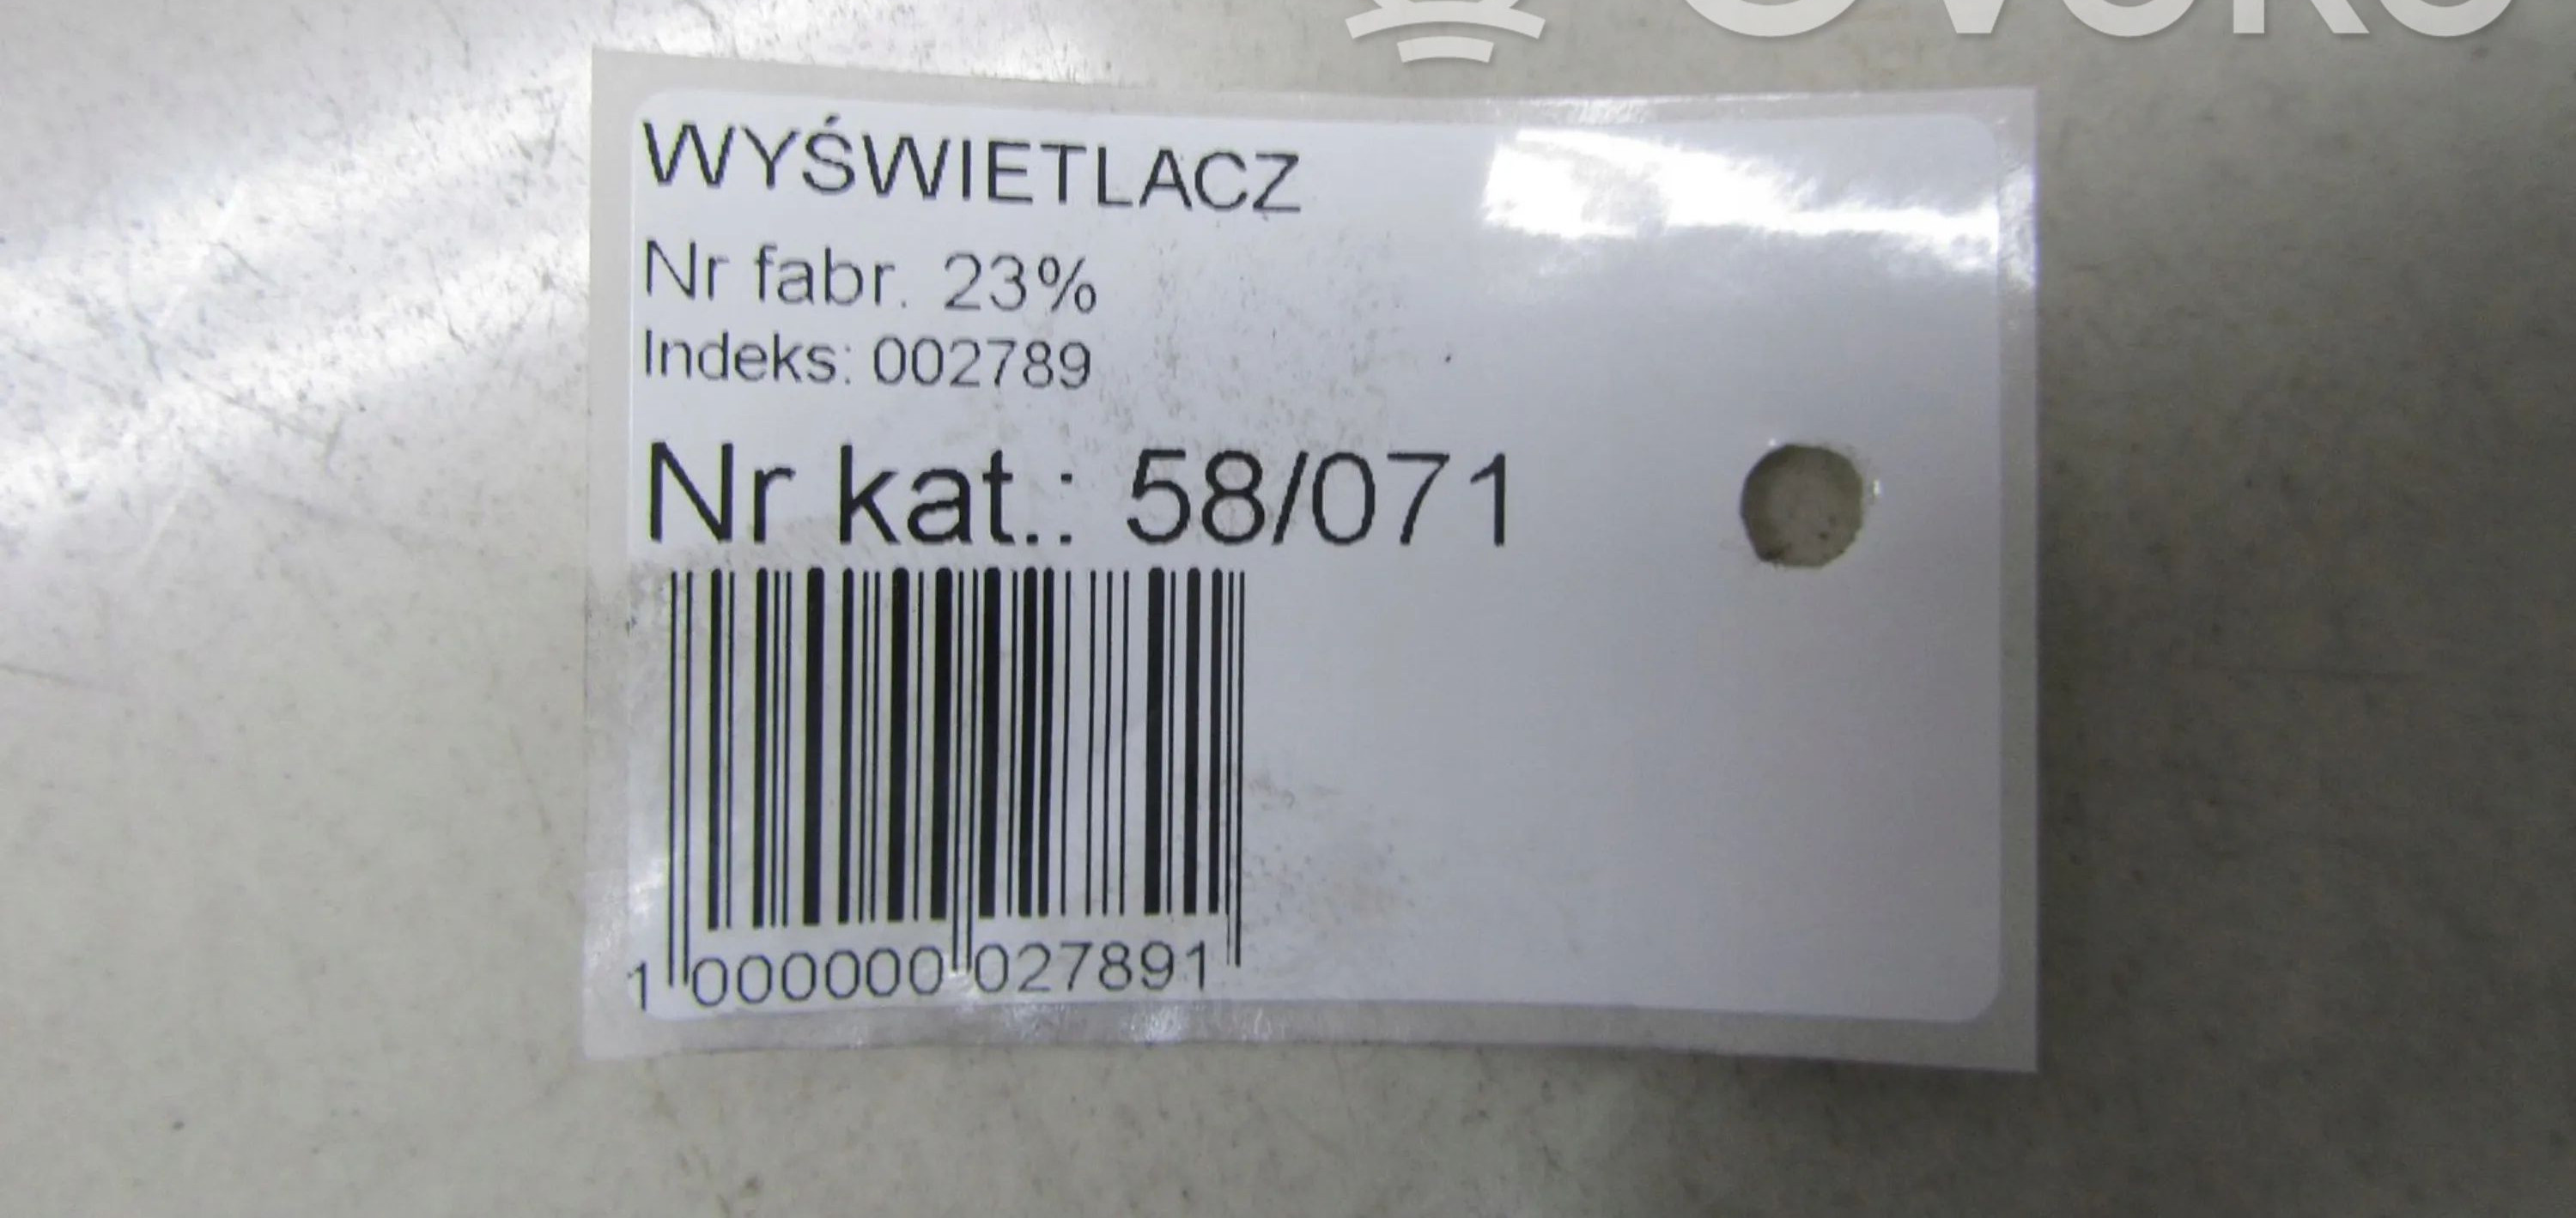 WYŚWIETLACZ
Nr fabr. 23%
Indeks: 002789
Nr kat.: 58/071
1 000000 027891